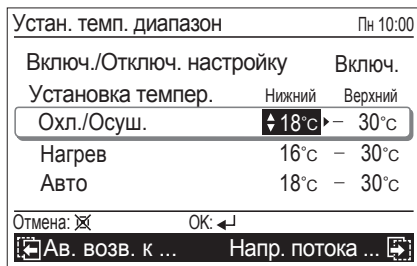 Устан. темп. диапазон Пн 10:00
Включ./Отключ. настройку Включ.
Установка темпер. Нижний Верхний
Охл./Осуш. 18°C – 30°C
Нагрев 16°C – 30°C
Авто 18°C – 30°C
Отмена: OK:
Ав. возв. к ... Напр. потока ...